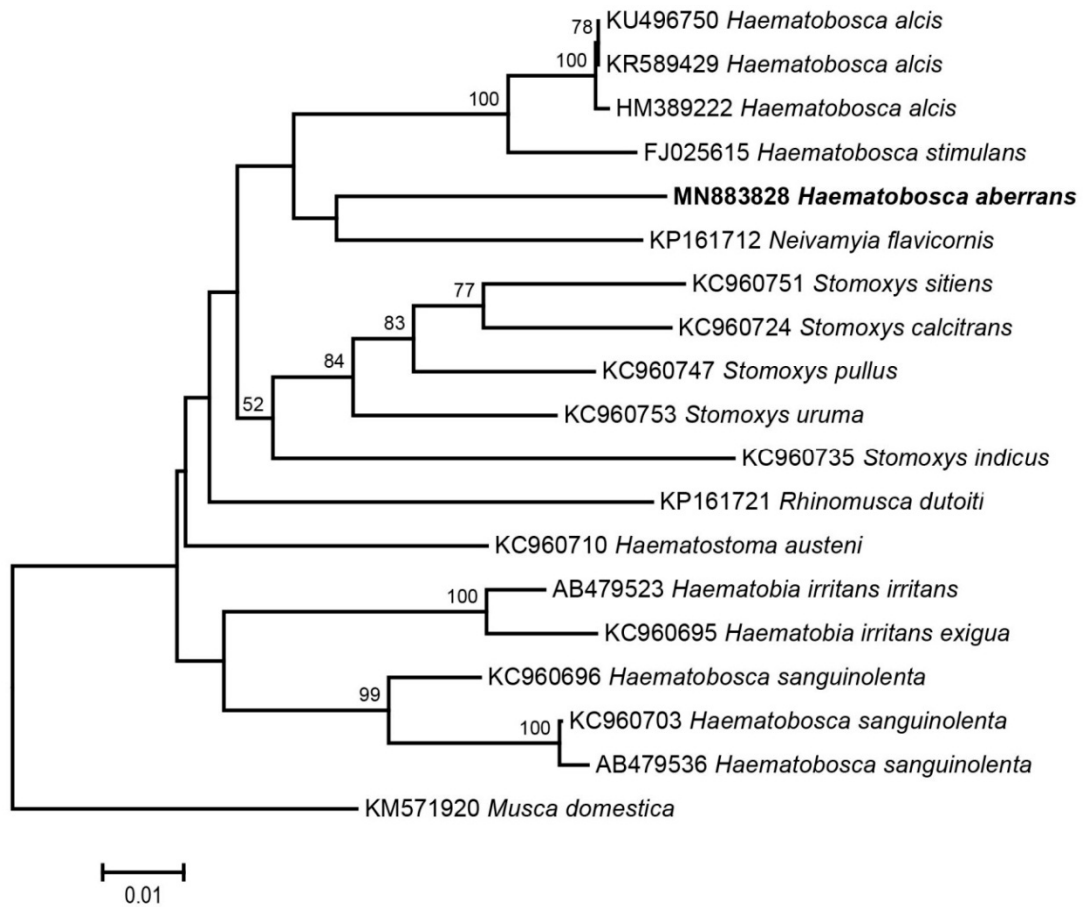 78
KU496750 Haematobosca alcis
100
KR589429 Haematobosca alcis
100
HM389222 Haematobosca alcis
FJ025615 Haematobosca stimulans
MN883828 Haematobosca aberrans
KP161712 Neivamyia flavicornis
77
KC960751 Stomoxys sitiens
83
KC960724 Stomoxys calcitrans
84
KC960747 Stomoxys pullus
52
KC960753 Stomoxys uruma
KC960735 Stomoxys indicus
KP161721 Rhinomusca dutoiti
KC960710 Haematostoma austeni
100
AB479523 Haematobia irritans irritans
KC960695 Haematobia irritans exigua
99
KC960696 Haematobosca sanguinolenta
100
KC960703 Haematobosca sanguinolenta
AB479536 Haematobosca sanguinolenta
KM571920 Musca domestica
0.01